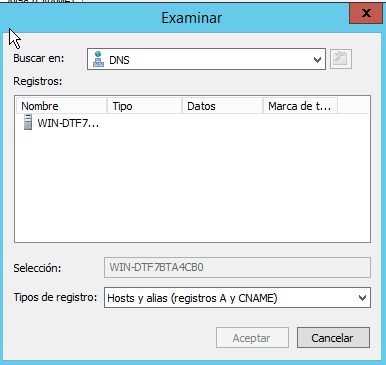 Examinar
x
Buscar en: DNS
Registros:
Nombre Tipo Datos Marca de t...
WIN-DTF7...
Selección: WIN-DTF7BTA4CB0
Tipos de registro: Hosts y alias (registros A y CNAME)
Aceptar Cancelar